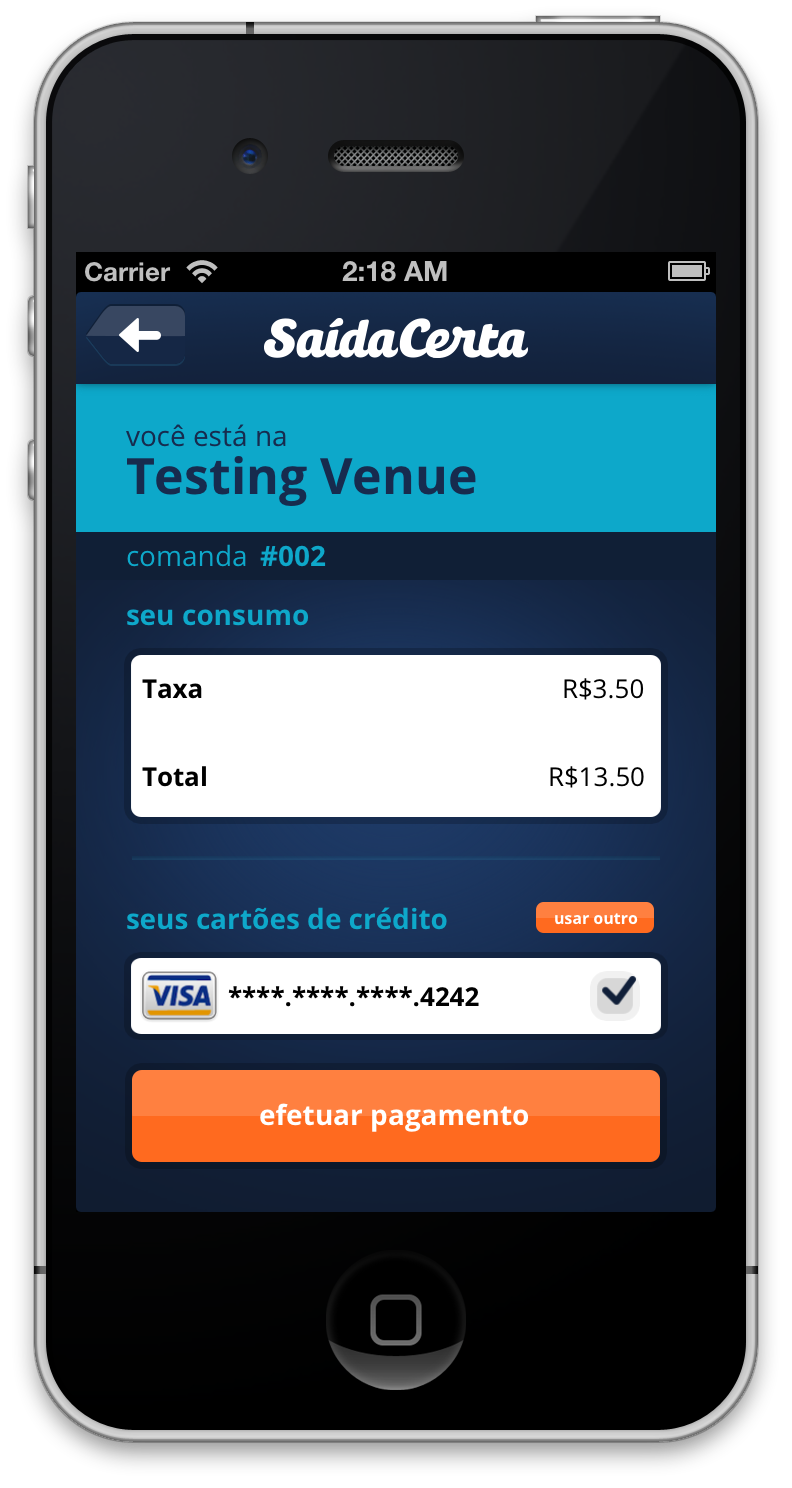 Carrier 2:18 AM
SaídaCerta
você está na
Testing Venue
comanda #002
seu consumo
Taxa R$3.50
Total R$13.50
seus cartões de crédito usar outro
VISA ****.****.****.4242
efetuar pagamento